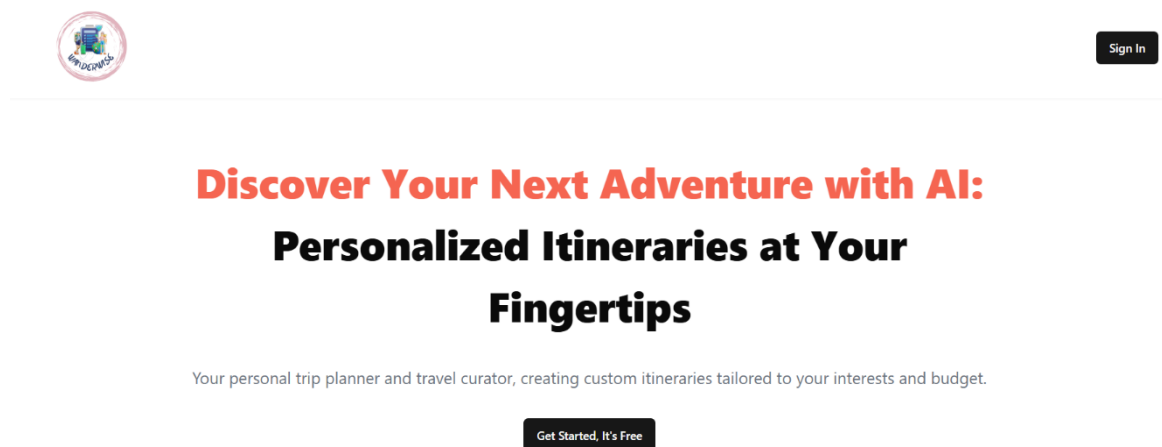 WANDERWISE
Sign In
Discover Your Next Adventure with AI:
Personalized Itineraries at Your
Fingertips
Your personal trip planner and travel curator, creating custom itineraries tailored to your interests and budget.
Get Started, It's Free